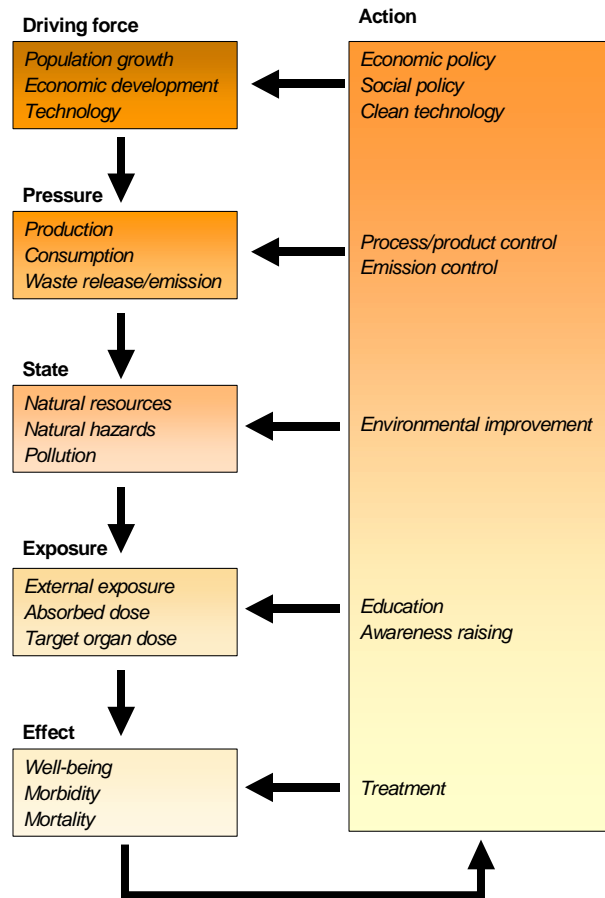 Driving force
Population growth
Economic development
Technology
Pressure
Production
Consumption
Waste release/emission
State
Natural resources
Natural hazards
Pollution
Exposure
External exposure
Absorbed dose
Target organ dose
Effect
Well-being
Morbidity
Mortality
Action
Economic policy
Social policy
Clean technology
Process/product control
Emission control
Environmental improvement
Education
Awareness raising
Treatment